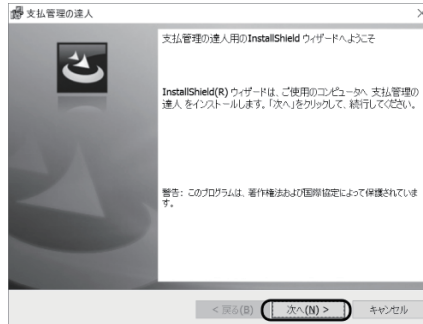 支払管理の達人
支払管理の達人用のInstallShield ウィザードへようこそ
InstallShield(R) ウィザードは、ご使用のコンピュータへ 支払管理の
達人 をインストールします。「次へ」をクリックして、続行してください。
警告: このプログラムは、著作権法および国際協定によって保護されていま
す。
< 戻る(B)
次へ(N) >
キャンセル